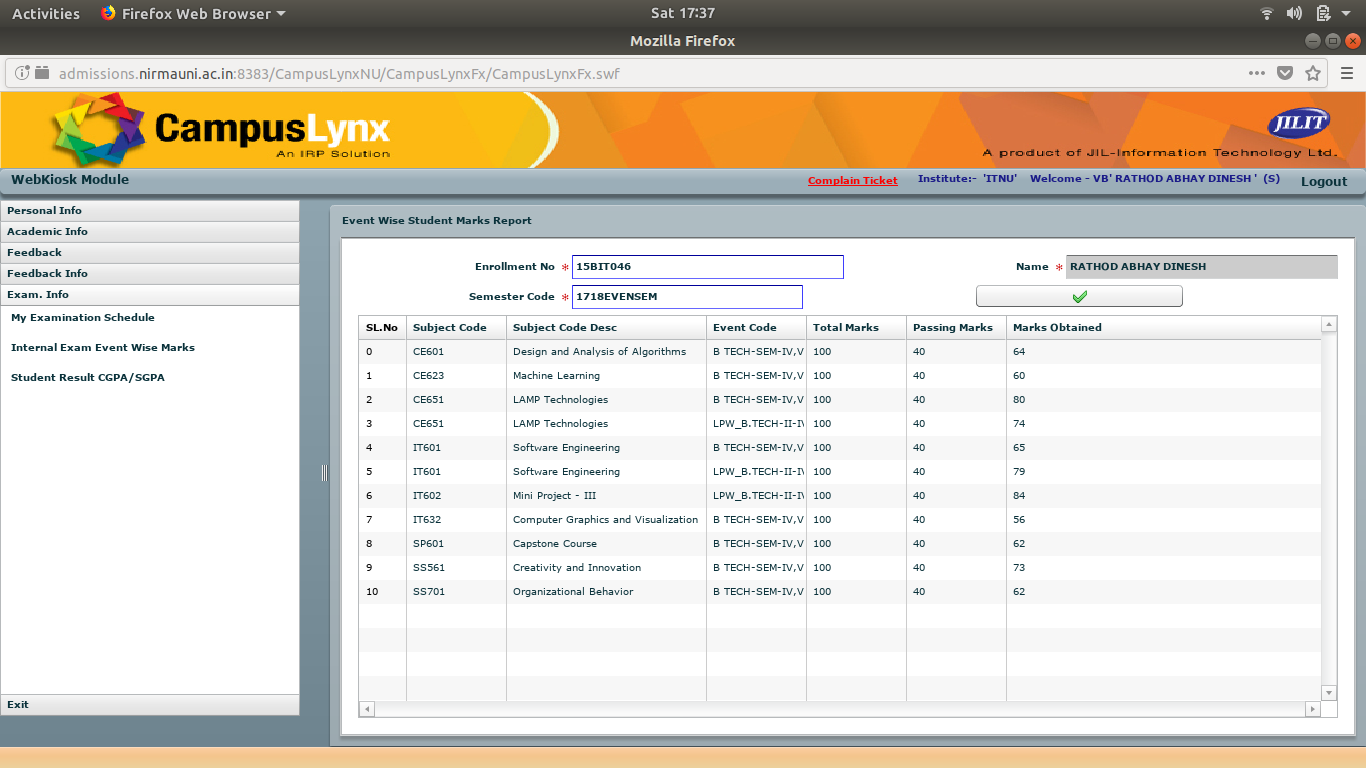 Activities Firefox Web Browser Sat 17:37
Mozilla Firefox
admissions.nirmauni.ac.in:8383/CampusLynxNU/CampusLynxFx/CampusLynxFx.swf
CampusLynx
An IRP Solution
JILIT
A product of JIL-Information Technology Ltd.
WebKiosk Module Complain Ticket Institute:- 'ITNU' Welcome - VB' RATHOD ABHAY DINESH ' (S) Logout
Personal Info
Academic Info
Feedback
Feedback Info
Exam. Info
My Examination Schedule
Internal Exam Event Wise Marks
Student Result CGPA/SGPA
Exit
Event Wise Student Marks Report
Enrollment No * 15BIT046 Name * RATHOD ABHAY DINESH
Semester Code * 1718EVENSEM
SL.No Subject Code Subject Code Desc Event Code Total Marks Passing Marks Marks Obtained
0 CE601 Design and Analysis of Algorithms B TECH-SEM-IV,V 100 40 64
1 CE623 Machine Learning B TECH-SEM-IV,V 100 40 60
2 CE651 LAMP Technologies B TECH-SEM-IV,V 100 40 80
3 CE651 LAMP Technologies LPW_B.TECH-II-IV 100 40 74
4 IT601 Software Engineering B TECH-SEM-IV,V 100 40 65
5 IT601 Software Engineering LPW_B.TECH-II-IV 100 40 79
6 IT602 Mini Project - III LPW_B.TECH-II-IV 100 40 84
7 IT632 Computer Graphics and Visualization B TECH-SEM-IV,V 100 40 56
8 SP601 Capstone Course B TECH-SEM-IV,V 100 40 62
9 SS561 Creativity and Innovation B TECH-SEM-IV,V 100 40 73
10 SS701 Organizational Behavior B TECH-SEM-IV,V 100 40 62